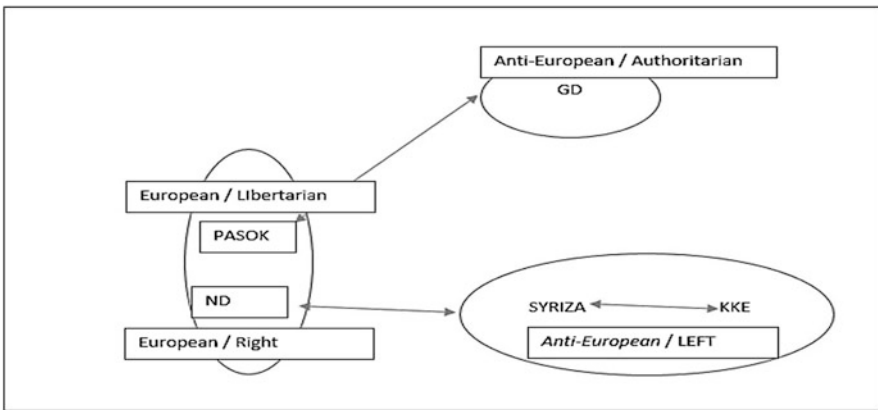 Anti-European / Authoritarian
GD
European / LIbertarian
PASOK
ND
European / Right
SYRIZA KKE
Anti-European / LEFT